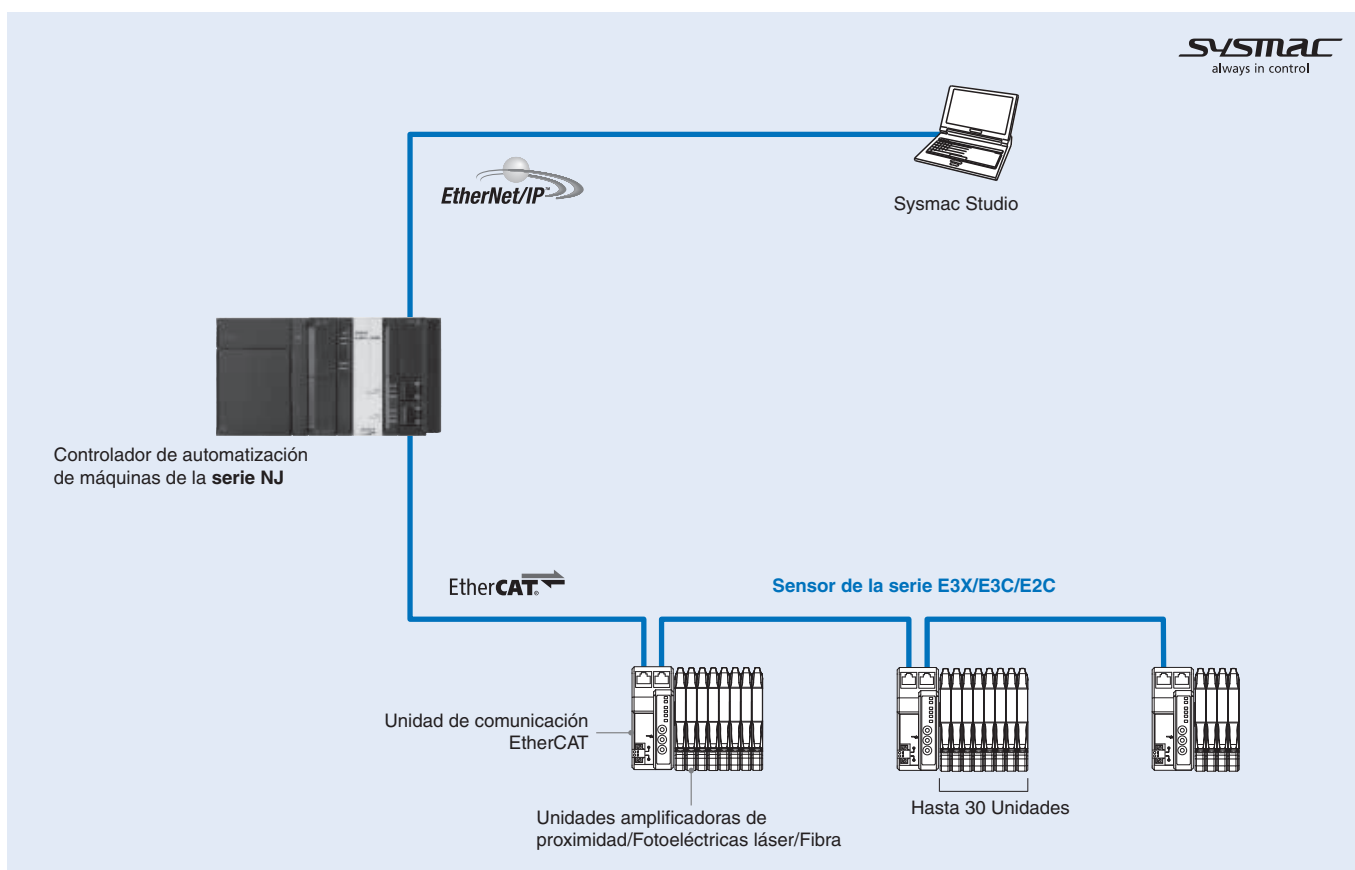 sysmac
always in control
EtherNet/IP™
Sysmac Studio
Controlador de automatización
de máquinas de la serie NJ
EtherCAT®
Sensor de la serie E3X/E3C/E2C
Unidad de comunicación
EtherCAT
Hasta 30 Unidades
Unidades amplificadoras de
proximidad/Fotoeléctricas láser/Fibra